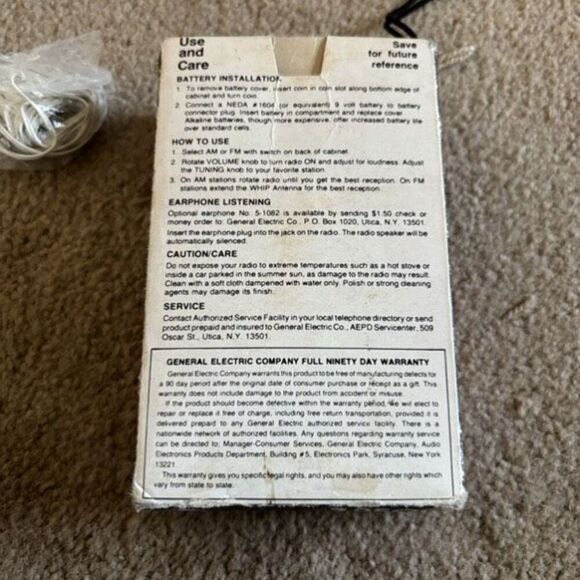 Use
and
Care
Save
for future
reference
BATTERY INSTALLATION
1. To remove battery cover, insert coin in coin slot along bottom edge of
cabinet and turn coin.
2. Connect a NEDA #1604 (or equivalent) 9 volt battery to battery
connector plug. Insert battery in compartment and replace cover.
Alkaline batteries, though more expensive, offer increased battery life
over standard cells.
HOW TO USE
1. Select AM or FM with switch on back of cabinet.
2. Rotate VOLUME knob to turn radio ON and adjust for loudness. Adjust
the TUNING knob to your favorite station.
3. On AM stations rotate radio until you get the best reception. On FM
stations extend the WHIP Antenna for the best reception.
EARPHONE LISTENING
Optional earphone No. 5-1082 is available by sending $1.50 check or
money order to: General Electric Co., P.O. Box 1020, Utica, N.Y. 13501.
Insert the earphone plug into the jack on the radio. The radio speaker will be
automatically silenced.
CAUTION/CARE
Do not expose your radio to extreme temperatures such as a hot stove or
inside a car parked in the summer sun, as damage to the radio may result.
Clean with a soft cloth dampened with water only. Polish or strong cleaning
agents may damage its finish.
SERVICE
Contact Authorized Service Facility in your local telephone directory or send
product prepaid and insured to General Electric Co., AEPD Servicenter, 509
Oscar St., Utica, N.Y. 13501.
GENERAL ELECTRIC COMPANY FULL NINETY DAY WARRANTY
General Electric Company warrants this product to be free of manufacturing defects for
a 90 day period after the original date of consumer purchase or receipt as a gift. This
warranty does not include damage to the product from accident or misuse.
If the product should become defective within the warranty period, we will elect to
repair or replace it free of charge, including free return transportation, provided it is
delivered prepaid to any General Electric authorized service facility. There is a
nationwide network of authorized facilities. Any questions regarding warranty service
can be directed to: Manager-Consumer Services, General Electric Company, Audio
Electronics Products Department, Building #5, Electronics Park, Syracuse, New York
13221.
This warranty gives you specific legal rights, and you may also have other rights which
vary from state to state.